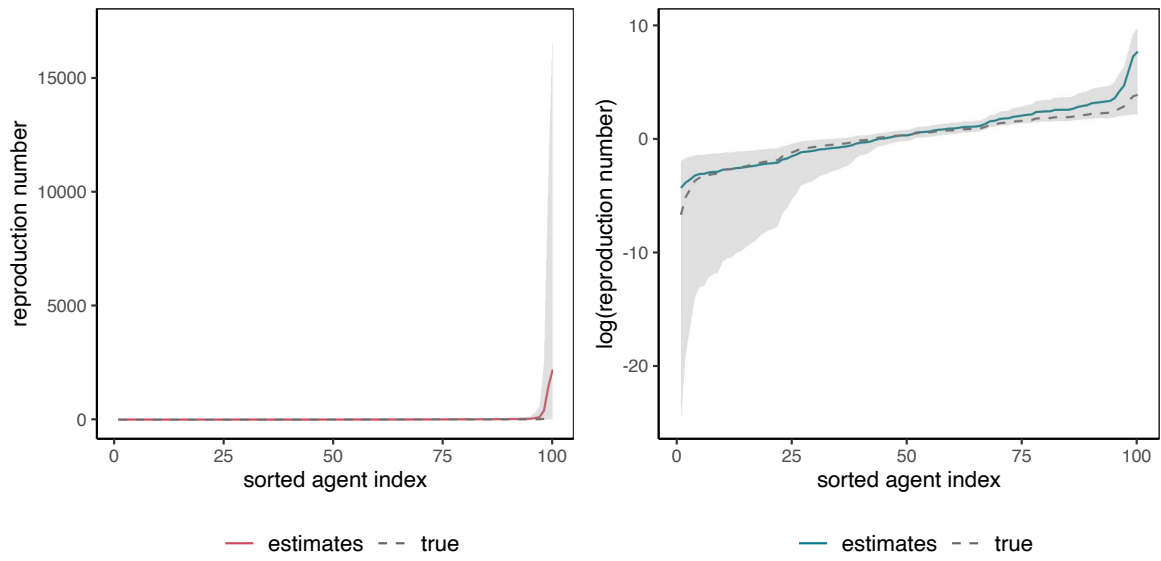 15000
10000
5000
0
reproduction number
0 25 50 75 100
sorted agent index
estimates true
10
0
-10
-20
log(reproduction number)
0 25 50 75 100
sorted agent index
estimates true